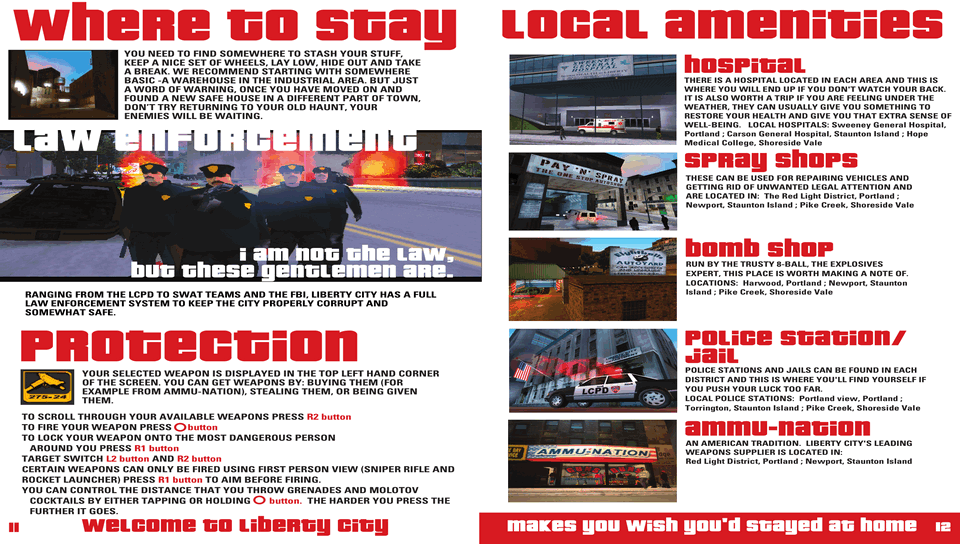 Where to stay
YOU NEED TO FIND SOMEWHERE TO STASH YOUR STUFF,
KEEP A NICE SET OF WHEELS, LAY LOW, HIDE OUT AND TAKE
A BREAK. WE RECOMMEND STARTING WITH SOMEWHERE
BASIC -A WAREHOUSE IN THE INDUSTRIAL AREA. BUT JUST
A WORD OF WARNING, ONCE YOU HAVE MOVED ON AND
FOUND A NEW SAFE HOUSE IN A DIFFERENT PART OF TOWN,
DON'T TRY RETURNING TO YOUR OLD HAUNT, YOUR
ENEMIES WILL BE WAITING.
Law enforcement
i am not the law,
but these gentlemen are.
RANGING FROM THE LCPD TO SWAT TEAMS AND THE FBI, LIBERTY CITY HAS A FULL
LAW ENFORCEMENT SYSTEM TO KEEP THE CITY PROPERLY CORRUPT AND
SOMEWHAT SAFE.
Protection
275-24
YOUR SELECTED WEAPON IS DISPLAYED IN THE TOP LEFT HAND CORNER
OF THE SCREEN. YOU CAN GET WEAPONS BY: BUYING THEM (FOR
EXAMPLE FROM AMMU-NATION), STEALING THEM, OR BEING GIVEN
THEM.
TO SCROLL THROUGH YOUR AVAILABLE WEAPONS PRESS R2 button
TO FIRE YOUR WEAPON PRESS O button
TO LOCK YOUR WEAPON ONTO THE MOST DANGEROUS PERSON
AROUND YOU PRESS R1 button
TARGET SWITCH L2 button AND R2 button
CERTAIN WEAPONS CAN ONLY BE FIRED USING FIRST PERSON VIEW (SNIPER RIFLE AND
ROCKET LAUNCHER) PRESS R1 button TO AIM BEFORE FIRING.
YOU CAN CONTROL THE DISTANCE THAT YOU THROW GRENADES AND MOLOTOV
COCKTAILS BY EITHER TAPPING OR HOLDING O button. THE HARDER YOU PRESS THE
FURTHER IT GOES.
11 Welcome to Liberty City
Local amenities
hospital
THERE IS A HOSPITAL LOCATED IN EACH AREA AND THIS IS
WHERE YOU WILL END UP IF YOU DON'T WATCH YOUR BACK.
IT IS ALSO WORTH A TRIP IF YOU ARE FEELING UNDER THE
WEATHER, THEY CAN USUALLY GIVE YOU SOMETHING TO
RESTORE YOUR HEALTH AND GIVE YOU THAT EXTRA SENSE OF
WELL-BEING. LOCAL HOSPITALS: Sweeney General Hospital,
Portland ; Carson General Hospital, Staunton Island ; Hope
Medical College, Shoreside Vale
PAY 'N' SPRAY
THE ONE STOP
spray shops
THESE CAN BE USED FOR REPAIRING VEHICLES AND
GETTING RID OF UNWANTED LEGAL ATTENTION AND
ARE LOCATED IN: The Red Light District, Portland ;
Newport, Staunton Island ; Pike Creek, Shoreside Vale
AUTOYARD
bomb shop
RUN BY THE TRUSTY 8-BALL, THE EXPLOSIVES
EXPERT, THIS PLACE IS WORTH MAKING A NOTE OF.
LOCATIONS: Harwood, Portland ; Newport, Staunton
Island ; Pike Creek, Shoreside Vale
LCPD
Police station/
jail
POLICE STATIONS AND JAILS CAN BE FOUND IN EACH
DISTRICT AND THIS IS WHERE YOU'LL FIND YOURSELF IF
YOU PUSH YOUR LUCK TOO FAR.
LOCAL POLICE STATIONS: Portland view, Portland ;
Torrington, Staunton Island ; Pike Creek, Shoreside Vale
AMMU-NATION
ammu-nation
AN AMERICAN TRADITION. LIBERTY CITY'S LEADING
WEAPONS SUPPLIER IS LOCATED IN:
Red Light District, Portland ; Newport, Staunton Island
makes you wish you'd stayed at home 12